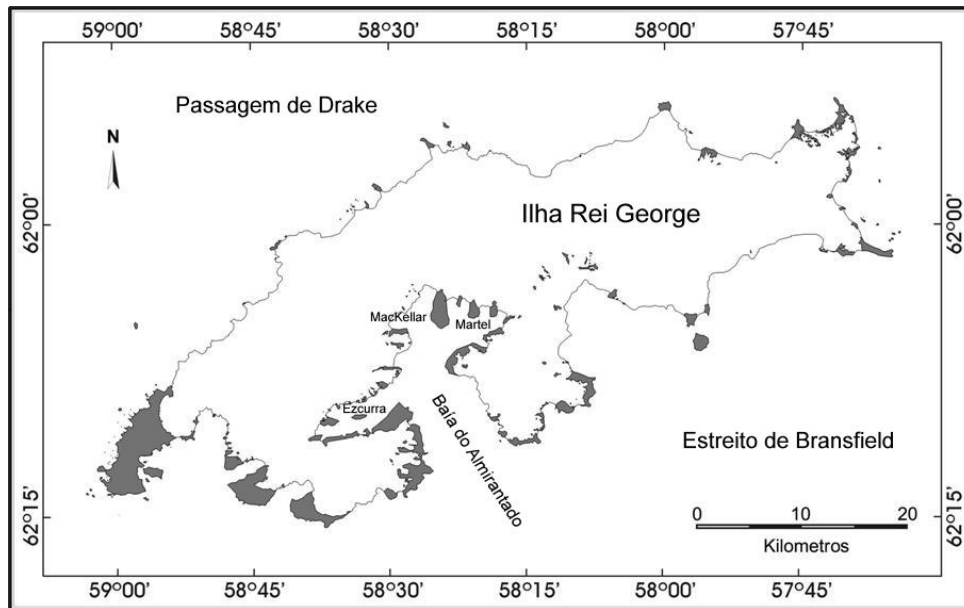 59°00' 58°45' 58°30' 58°15' 58°00' 57°45'
Passagem de Drake
N
Ilha Rei George
62°00' 62°00'
MacKellar
Martel
Ezcurra
Baía do Almirantado
Estreito de Bransfield
0 10 20
Kilometros
62°15' 62°15'
59°00' 58°45' 58°30' 58°15' 58°00' 57°45'